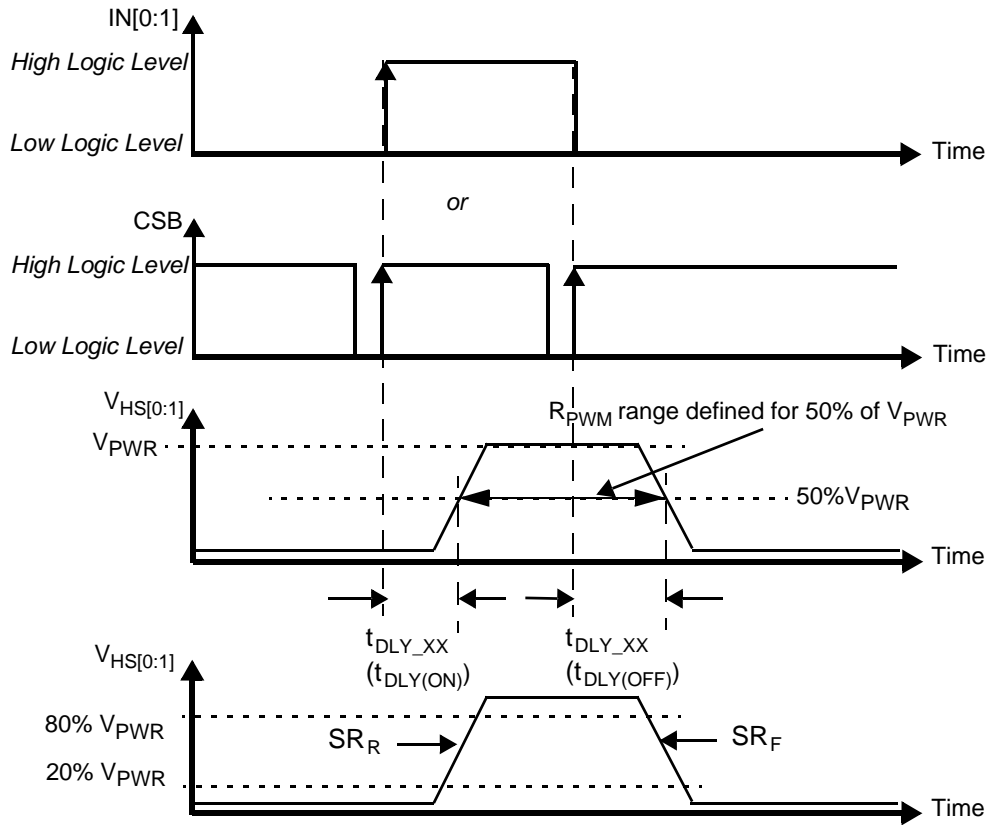 IN[0:1]
High Logic Level
Low Logic Level
Time
or
CSB
High Logic Level
Low Logic Level
Time
VHS[0:1]
RPWM range defined for 50% of VPWR
VPWR
50%VPWR
Time
tDLY_XX
(tDLY(ON))
tDLY_XX
(tDLY(OFF))
VHS[0:1]
80% VPWR
SRR
SRF
20% VPWR
Time